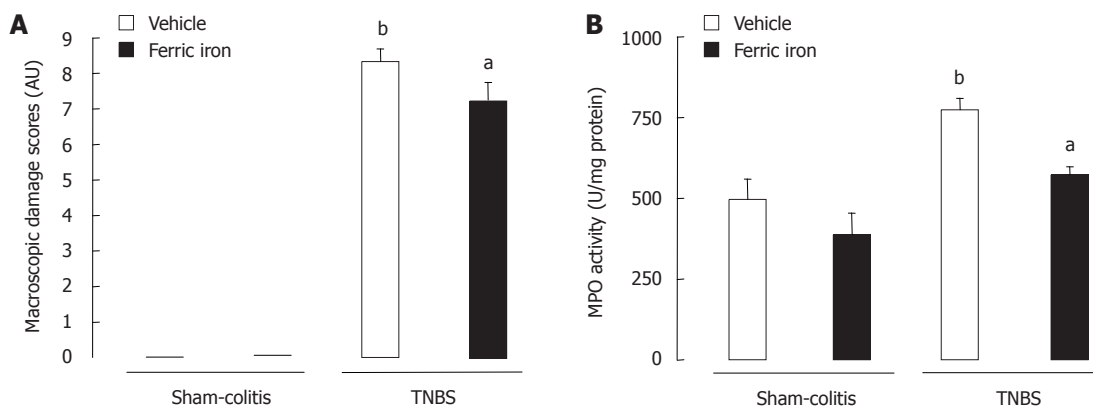 A
Vehicle
Ferric iron
Macroscopic damage scores (AU)
9
8
7
6
5
4
3
2
1
0
b
a
Sham-colitis
TNBS
B
Vehicle
Ferric iron
MPO activity (U/mg protein)
1000
750
500
250
0
b
a
Sham-colitis
TNBS